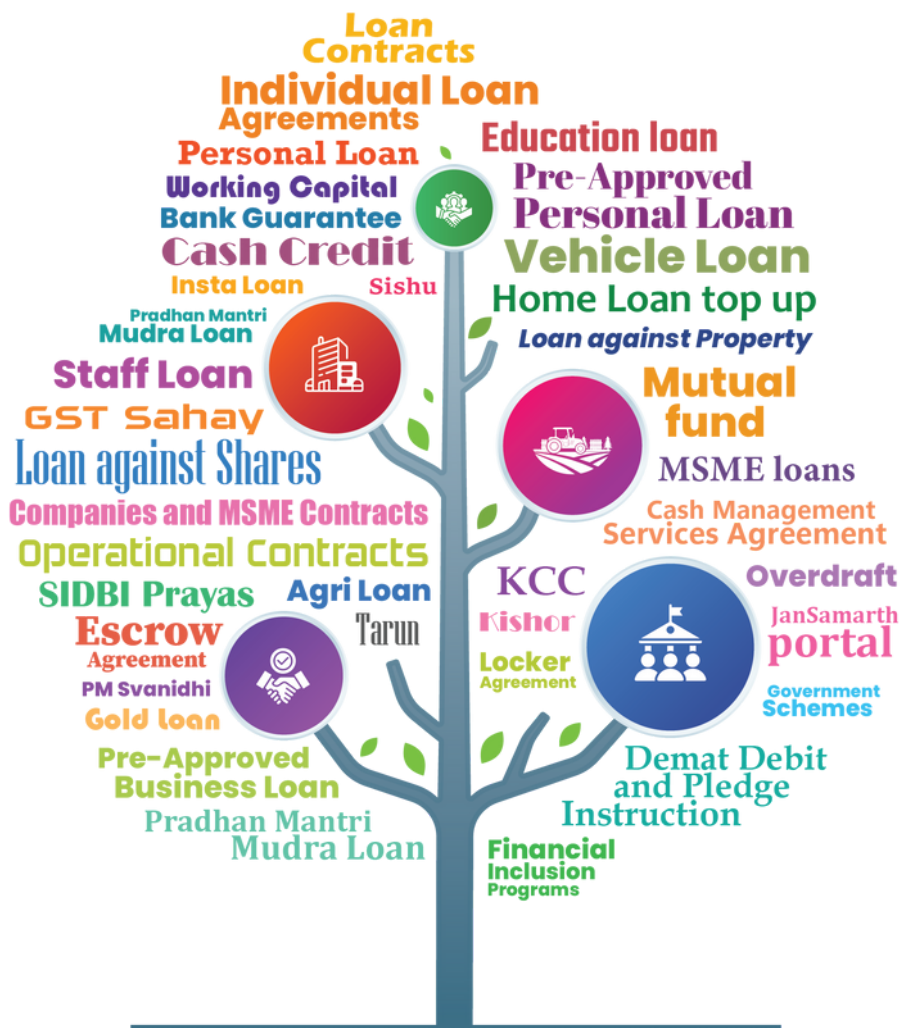 Loan
Contracts
Individual Loan
Agreements
Personal Loan
Working Capital
Bank Guarantee
Cash Credit
Insta Loan
Sishu
Pradhan Mantri
Mudra Loan
Staff Loan
GST Sahay
Loan against Shares
Companies and MSME Contracts
Operational Contracts
SIDBI Prayas
Agri Loan
Escrow
Agreement
Tarun
PM Svanidhi
Gold Loan
Pre-Approved
Business Loan
Pradhan Mantri
Mudra Loan
Education loan
Pre-Approved
Personal Loan
Vehicle Loan
Home Loan top up
Loan against Property
Mutual
fund
MSME loans
Cash Management
Services Agreement
KCC
Overdraft
Kishor
JanSamarth
portal
Locker
Agreement
Government
Schemes
Demat Debit
and Pledge
Instruction
Financial
Inclusion
Programs